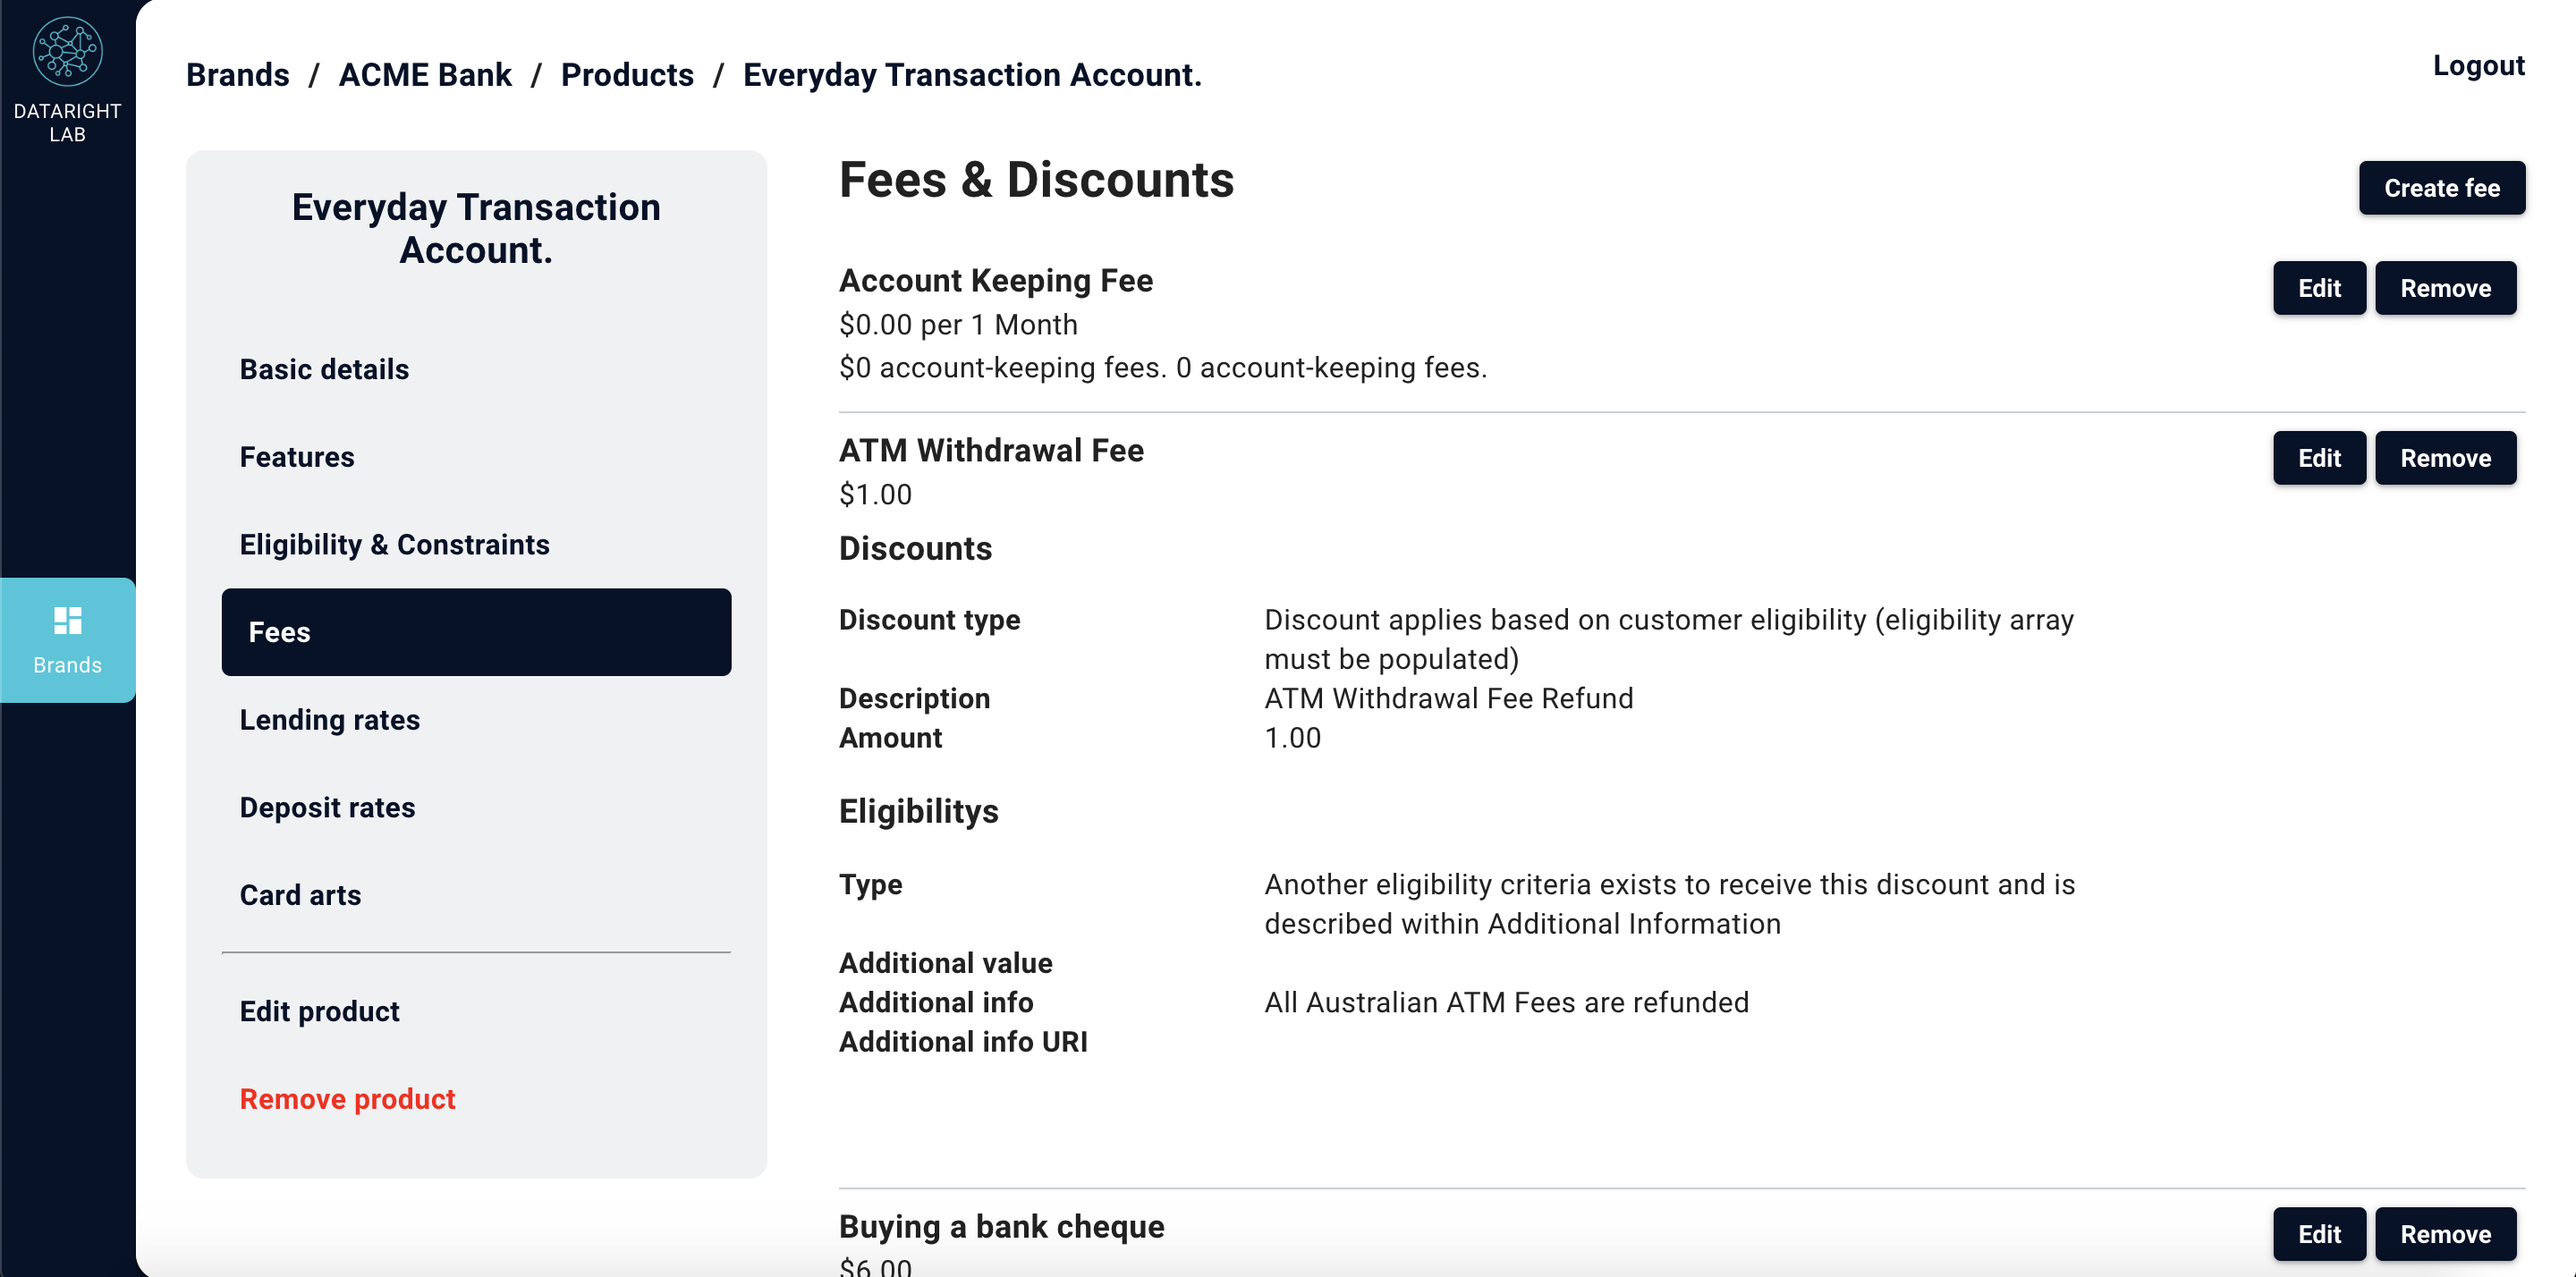 DATARIGHT
LAB
Brands
Brands / ACME Bank / Products / Everyday Transaction Account.
Logout
Everyday Transaction
Account.
Basic details
Features
Eligibility & Constraints
Fees
Lending rates
Deposit rates
Card arts
Edit product
Remove product
Fees & Discounts
Create fee
Account Keeping Fee
Edit Remove
$0.00 per 1 Month
$0 account-keeping fees. 0 account-keeping fees.
ATM Withdrawal Fee
Edit Remove
$1.00
Discounts
Discount type Discount applies based on customer eligibility (eligibility array
must be populated)
Description ATM Withdrawal Fee Refund
Amount 1.00
Eligibilitys
Type Another eligibility criteria exists to receive this discount and is
described within Additional Information
Additional value
Additional info All Australian ATM Fees are refunded
Additional info URI
Buying a bank cheque
Edit Remove
$6.00